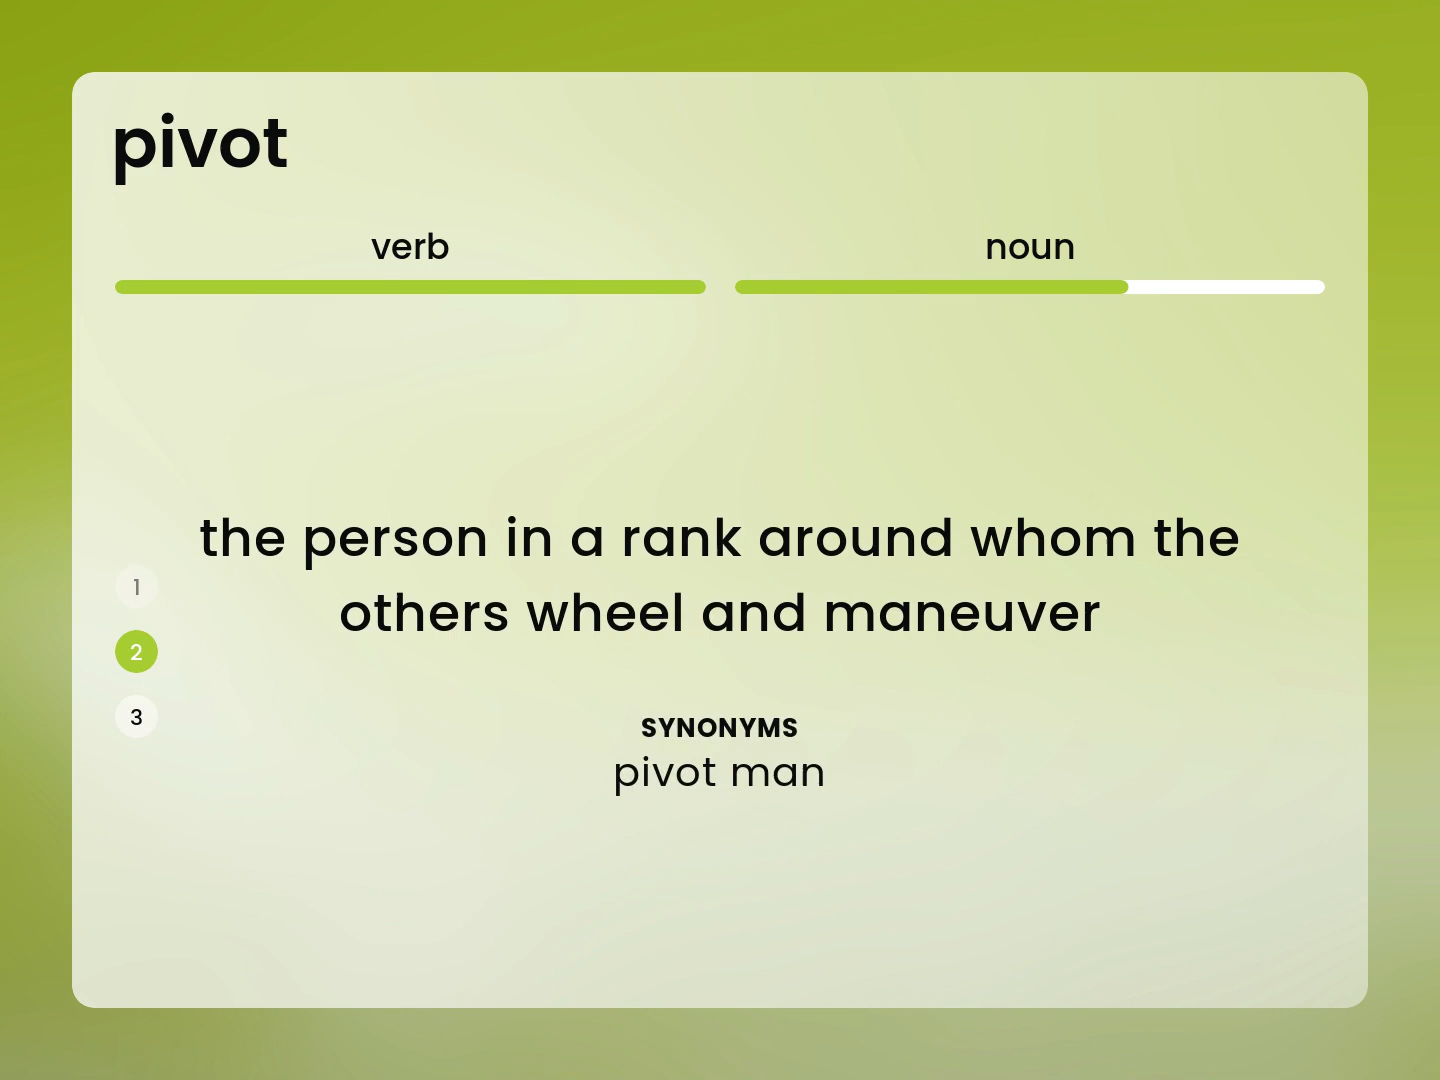 pivot
verb
noun
the person in a rank around whom the
others wheel and maneuver
1
2
3
SYNONYMS
pivot man